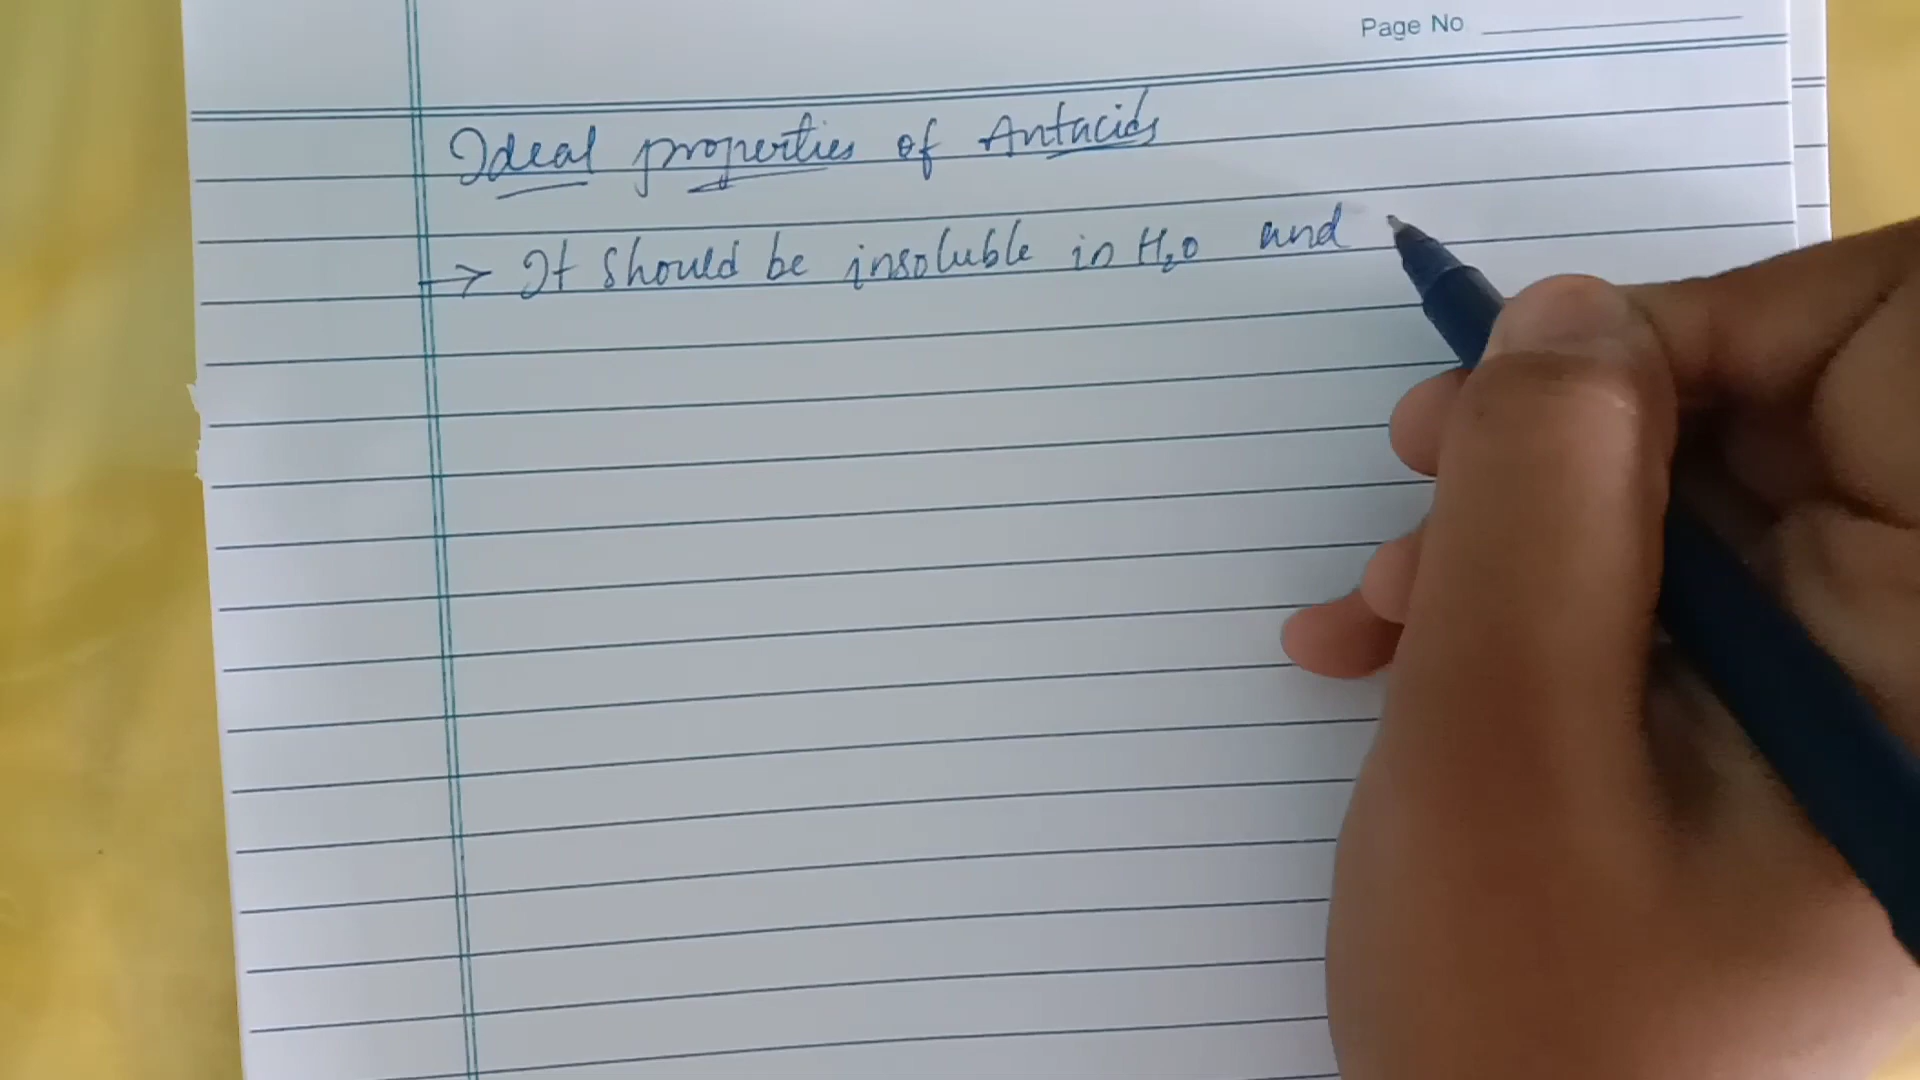 Page No
Ideal properties of Antacids
→ It should be insoluble in H₂O and